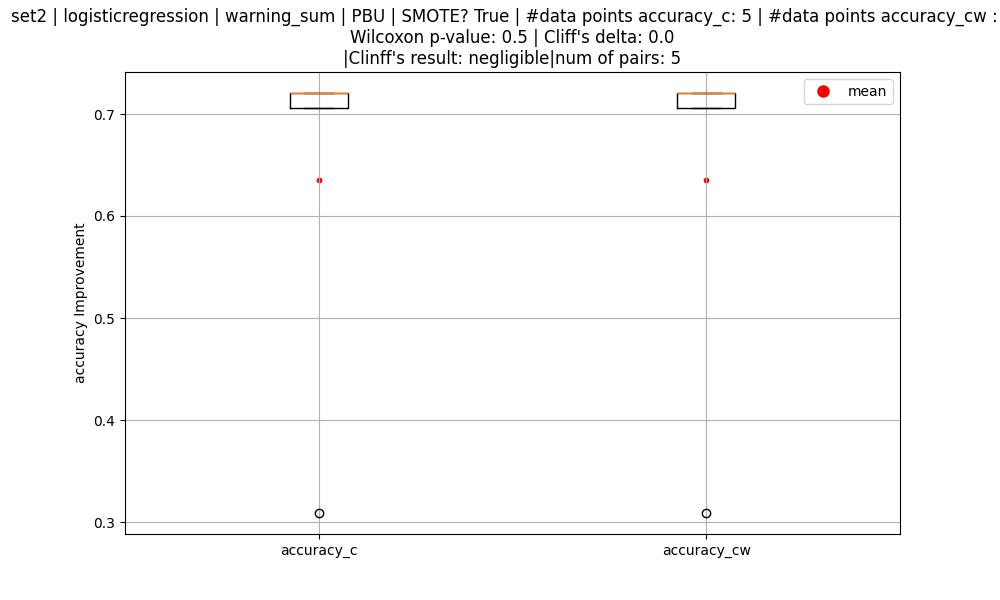 set2 | logisticregression | warning_sum | PBU | SMOTE? True | #data points accuracy_c: 5 | #data points accuracy_cw :
Wilcoxon p-value: 0.5 | Cliff's delta: 0.0
|Clinff's result: negligible|num of pairs: 5
mean
accuracy Improvement
0.7
0.6
0.5
0.4
0.3
accuracy_c
accuracy_cw